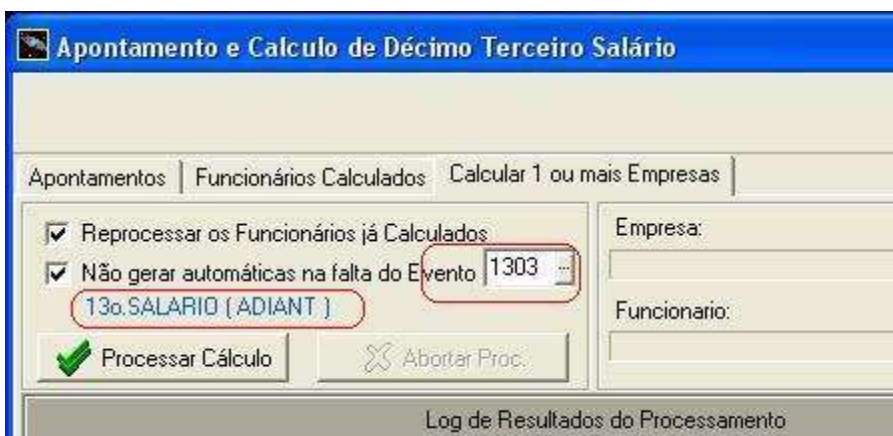 Apontamento e Calculo de Décimo Terceiro Salário
Apontamentos Funcionários Calculados Calcular 1 ou mais Empresas
Reprocessar os Funcionários já Calculados
Não gerar automáticas na falta do Evento 1303 ...
13o.SALARIO ( ADIANT )
Processar Cálculo Abortar Proc.
Empresa:
Funcionario:
Log de Resultados do Processamento